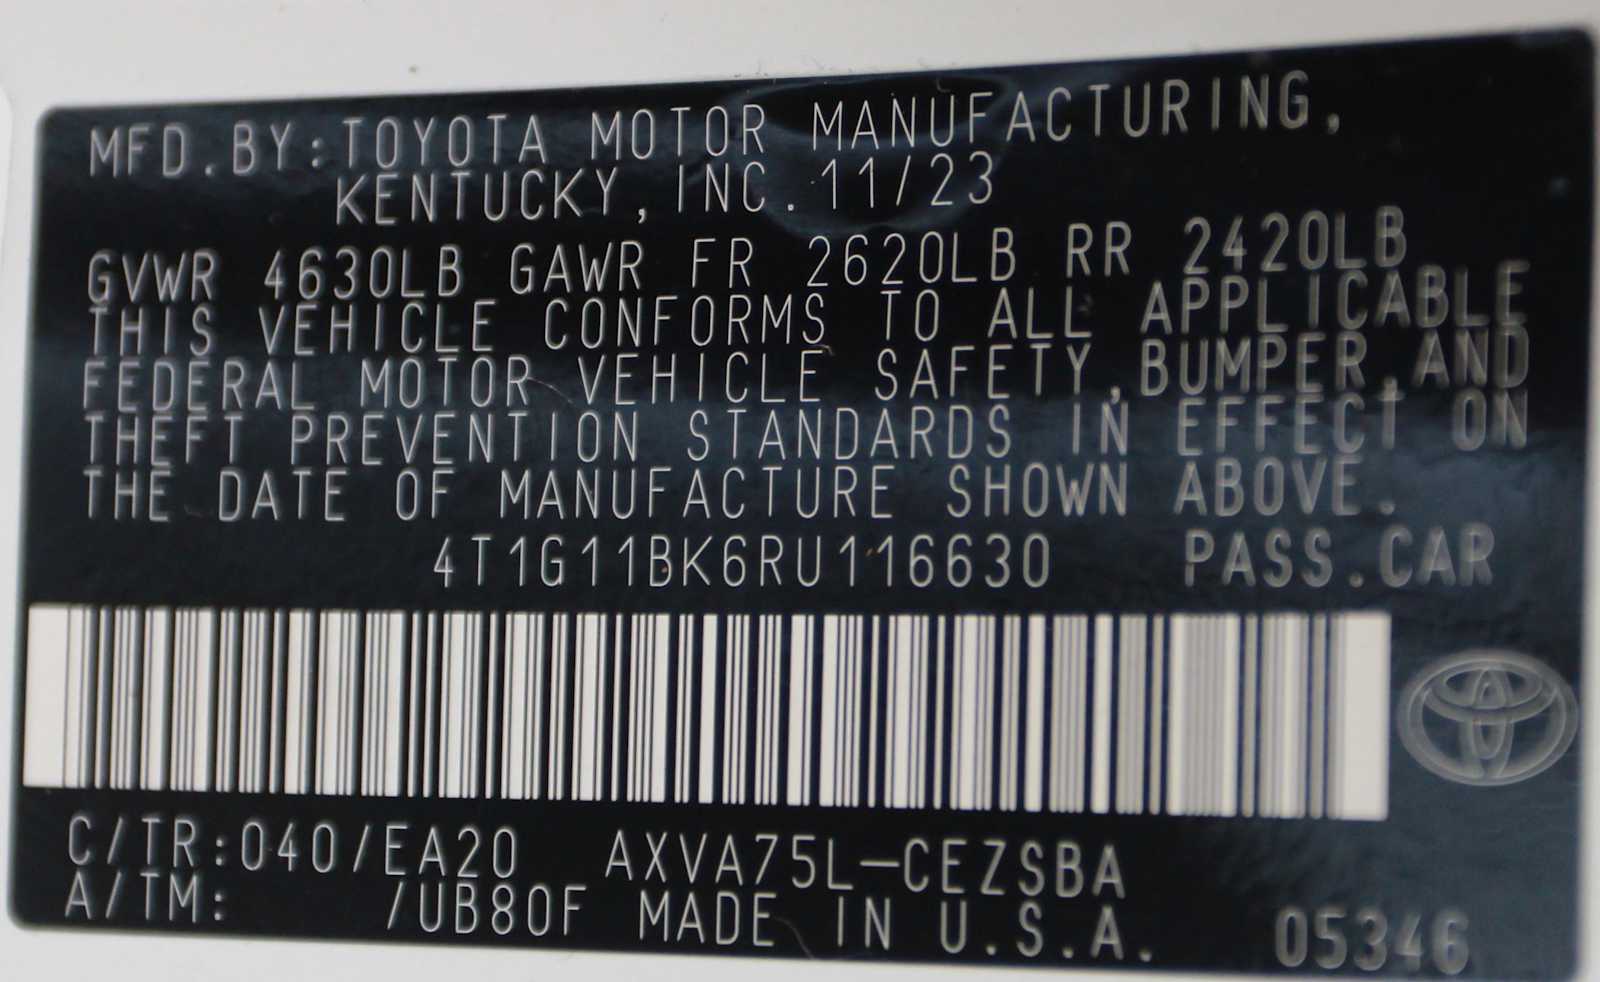 MFD.BY:TOYOTA MOTOR MANUFACTURING,
KENTUCKY, INC. 11/23
GVWR 4630LB GAWR FR 2620LB RR 2420LB
THIS VEHICLE CONFORMS TO ALL APPLICABLE
FEDERAL MOTOR VEHICLE SAFETY,BUMPER,AND
THEFT PREVENTION STANDARDS IN EFFECT ON
THE DATE OF MANUFACTURE SHOWN ABOVE.
4T1G11BK6RU116630 PASS.CAR
C/TR:040/EA20 AXVA75L-CEZSBA
A/TM: /UB80F MADE IN U.S.A. 05346